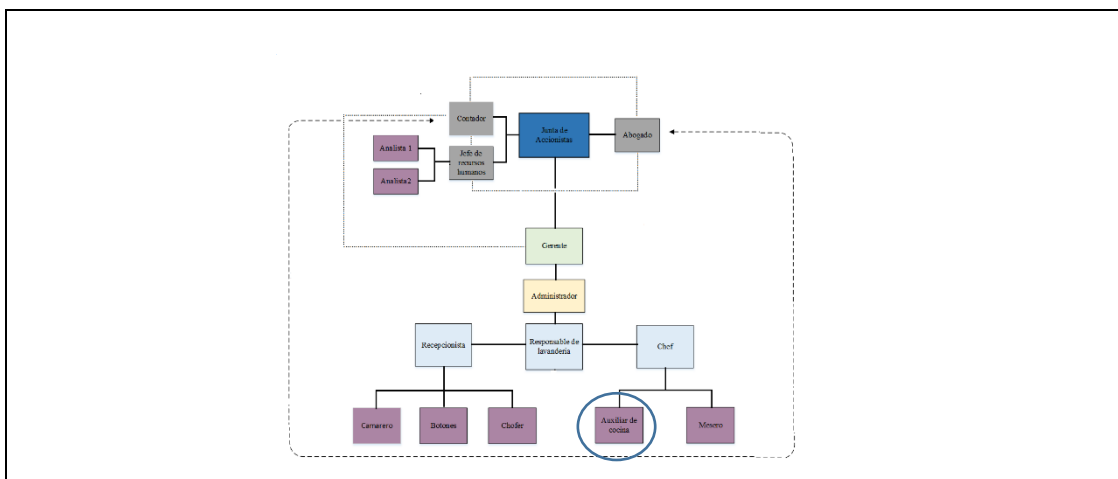 Contador
Junta de
Accionistas
Abogado
Analista 1
Jefe de
recursos
humanos
Analista2
Gerente
Administrador
Recepcionista
Responsable de
lavandería
Chef
Camarero
Botones
Chofer
Auxiliar de
cocina
Mesero